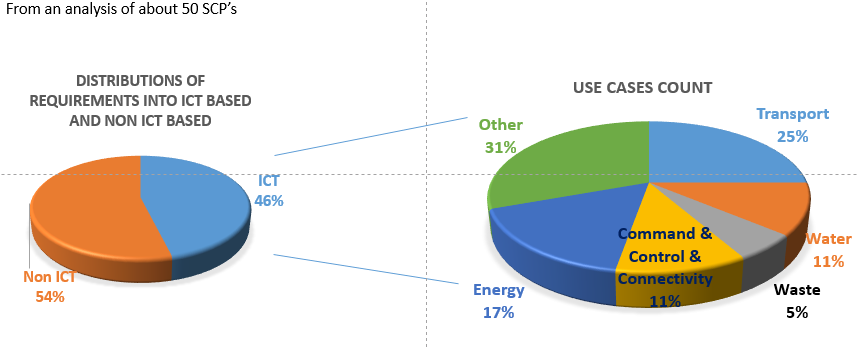 From an analysis of about 50 SCP's
DISTRIBUTIONS OF
REQUIREMENTS INTO ICT BASED
AND NON ICT BASED
ICT
46%
Non ICT
54%
USE CASES COUNT
Transport
25%
Water
11%
Waste
5%
Command &
Control &
Connectivity
11%
Energy
17%
Other
31%